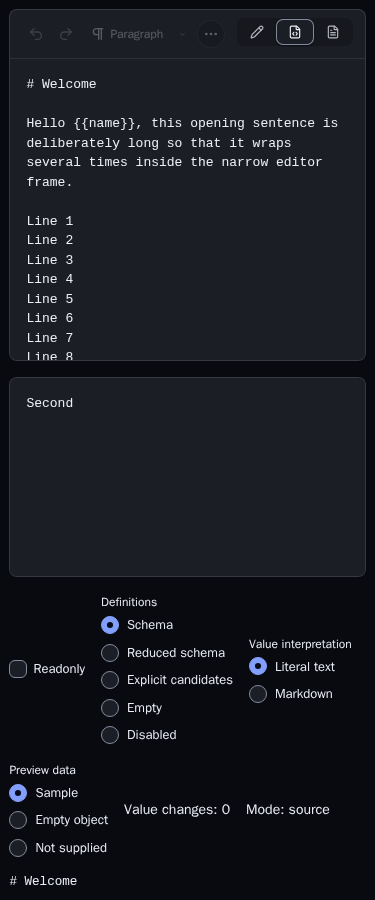 Paragraph
# Welcome
Hello {{name}}, this opening sentence is
deliberately long so that it wraps
several times inside the narrow editor
frame.
Line 1
Line 2
Line 3
Line 4
Line 5
Line 6
Line 7
Line 8
Second
Definitions
Schema
Reduced schema
Explicit candidates
Empty
Disabled
Readonly
Value interpretation
Literal text
Markdown
Preview data
Sample
Empty object
Not supplied
Value changes: 0
Mode: source
# Welcome